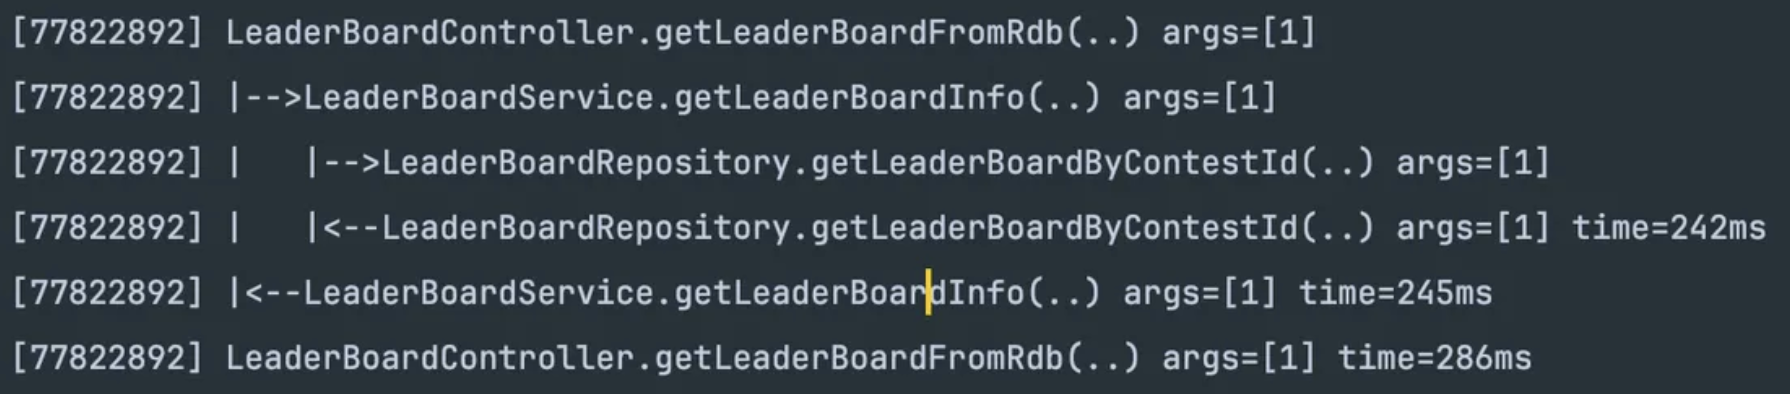 [77822892] LeaderBoardController.getLeaderBoardFromRdb(..) args=[1]
[77822892] |-->LeaderBoardService.getLeaderBoardInfo(..) args=[1]
[77822892] |   |-->LeaderBoardRepository.getLeaderBoardByContestId(..) args=[1]
[77822892] |   |<--LeaderBoardRepository.getLeaderBoardByContestId(..) args=[1] time=242ms
[77822892] |<--LeaderBoardService.getLeaderBoardInfo(..) args=[1] time=245ms
[77822892] LeaderBoardController.getLeaderBoardFromRdb(..) args=[1] time=286ms